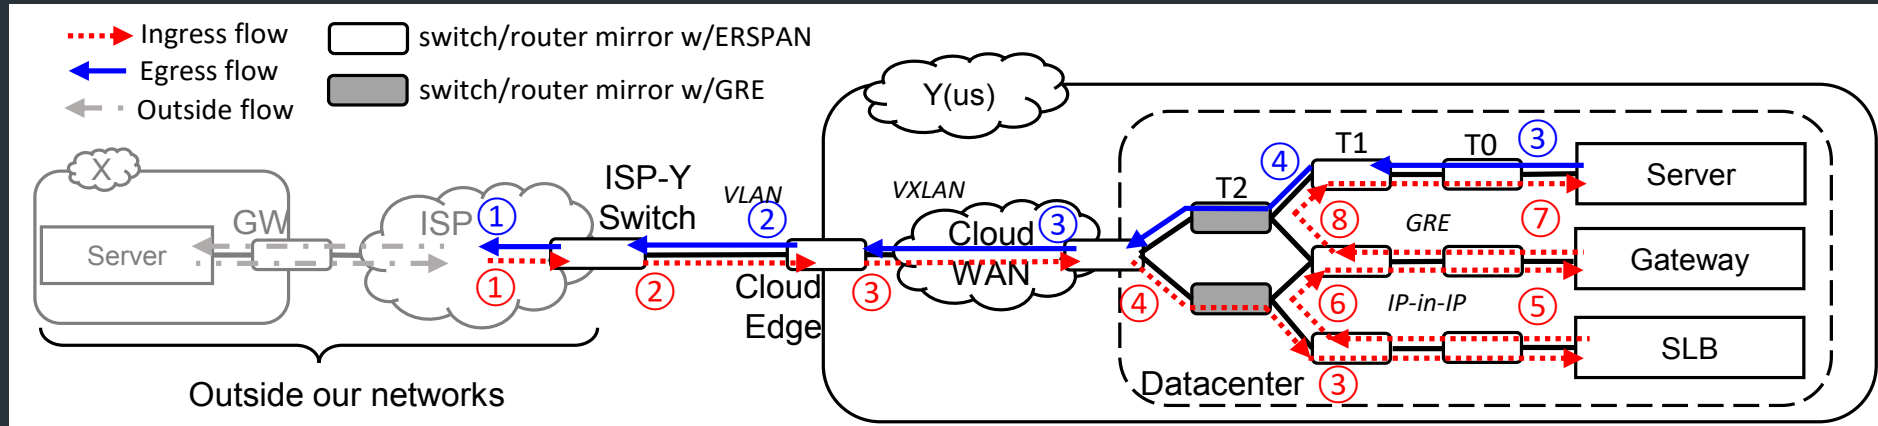 Ingress flow
Egress flow
Outside flow
switch/router mirror w/ERSPAN
switch/router mirror w/GRE
X
Server
GW
ISP
①
①
ISP-Y
Switch
VLAN
②
②
Cloud
Edge
Y(us)
VXLAN
③
Cloud
WAN
③
④
T2
T1
T0
④
③
Server
⑧
GRE
⑦
Gateway
⑥
IP-in-IP
⑤
SLB
③
Datacenter
Outside our networks